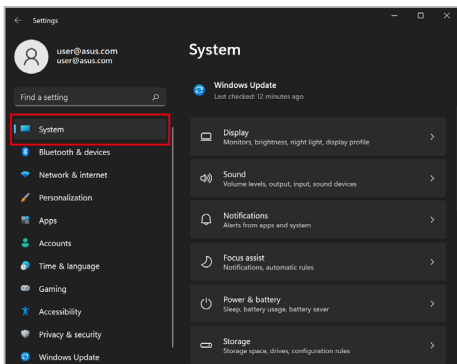 Settings
user@asus.com
user@asus.com
Find a setting
System
Bluetooth & devices
Network & internet
Personalization
Apps
Accounts
Time & language
Gaming
Accessibility
Privacy & security
Windows Update
System
Windows Update
Last checked: 12 minutes ago
Display
Monitors, brightness, night light, display profile
Sound
Volume levels, output, input, sound devices
Notifications
Alerts from apps and system
Focus assist
Notifications, automatic rules
Power & battery
Sleep, battery usage, battery saver
Storage
Storage space, drives, configuration rules